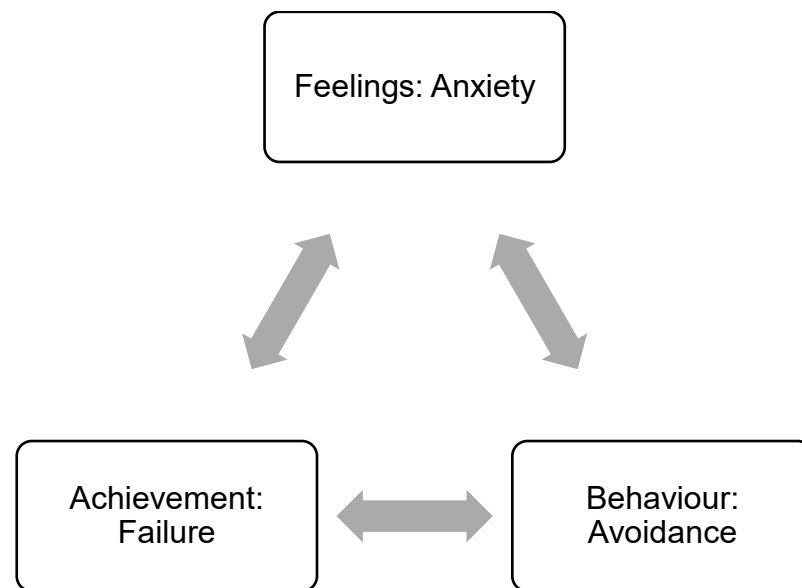 Feelings: Anxiety
Achievement:
Failure
Behaviour:
Avoidance